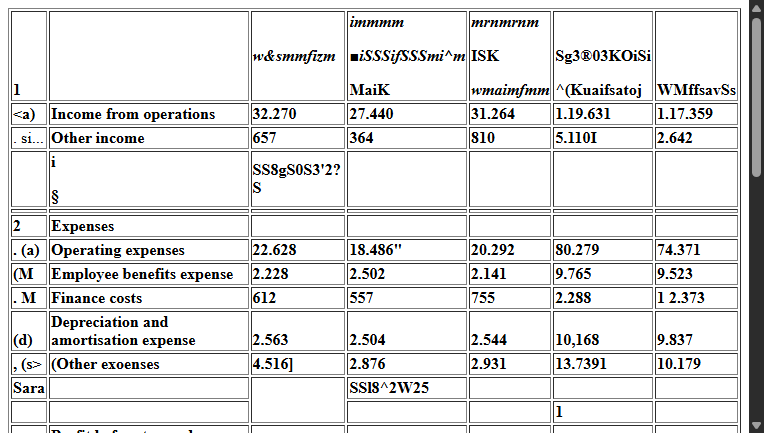 immmm mrnmrnm
w&smmfizm ■iSSSifSSSmi^m ISK Sg3®03KOiSi
1 MaiK wmaimfmm ^(Kuaifsatoj WMffsavSs
<a) Income from operations 32.270 27.440 31.264 1.19.631 1.17.359
. si... Other income 657 364 810 5.110I 2.642
i
§ SS8gS0S3'2?S
2 Expenses
. (a) Operating expenses 22.628 18.486" 20.292 80.279 74.371
(M Employee benefits expense 2.228 2.502 2.141 9.765 9.523
. M Finance costs 612 557 755 2.288 1 2.373
Depreciation and
(d) amortisation expense 2.563 2.504 2.544 10,168 9.837
, (s> (Other exoenses 4.516] 2.876 2.931 13.7391 10.179
Sara SSl8^2W25
1